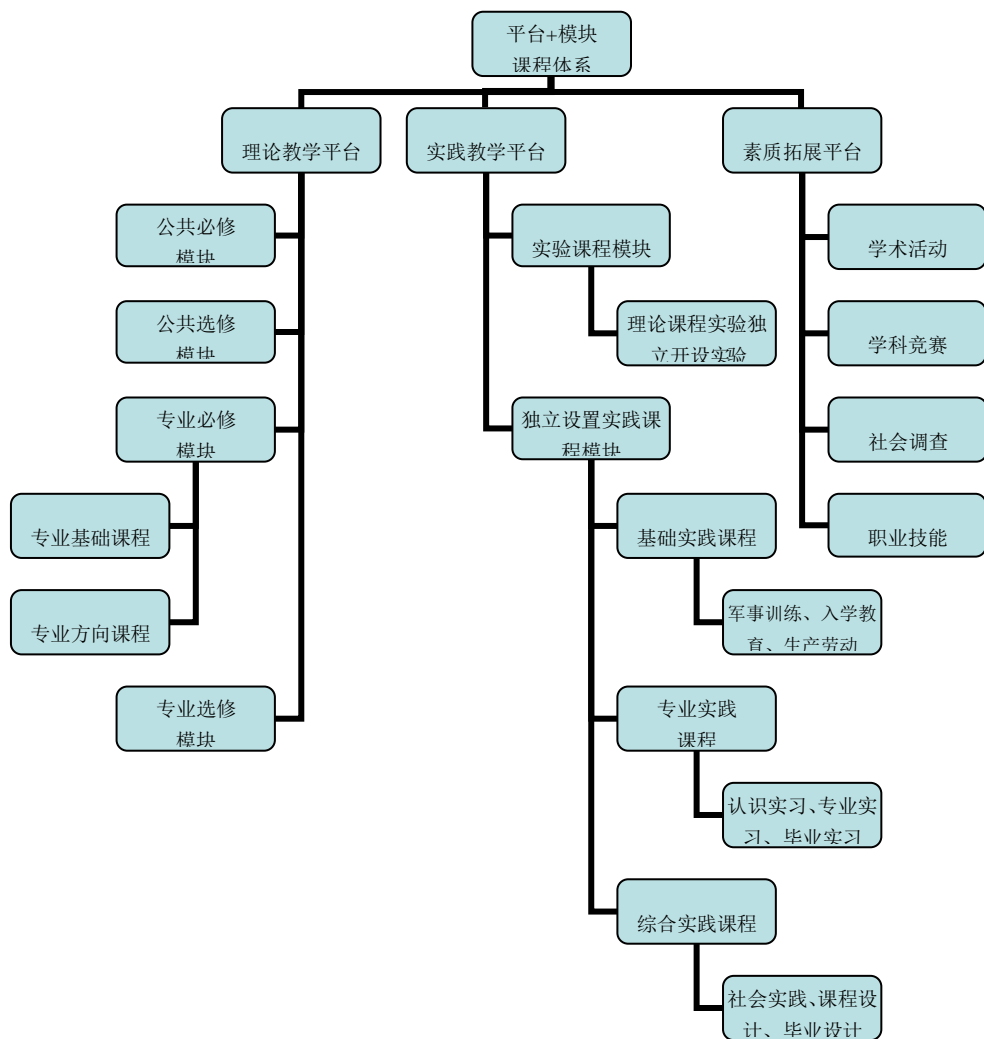 平台+模块
课程体系
理论教学平台
实践教学平台
素质拓展平台
公共必修
模块
实验课程模块
学术活动
公共选修
模块
理论课程实验独
立开设实验
学科竞赛
专业必修
模块
独立设置实践课
程模块
社会调查
专业基础课程
基础实践课程
职业技能
专业方向课程
军事训练、入学教
育、生产劳动
专业选修
模块
专业实践
课程
认识实习、专业实
习、毕业实习
综合实践课程
社会实践、课程设
计、毕业设计